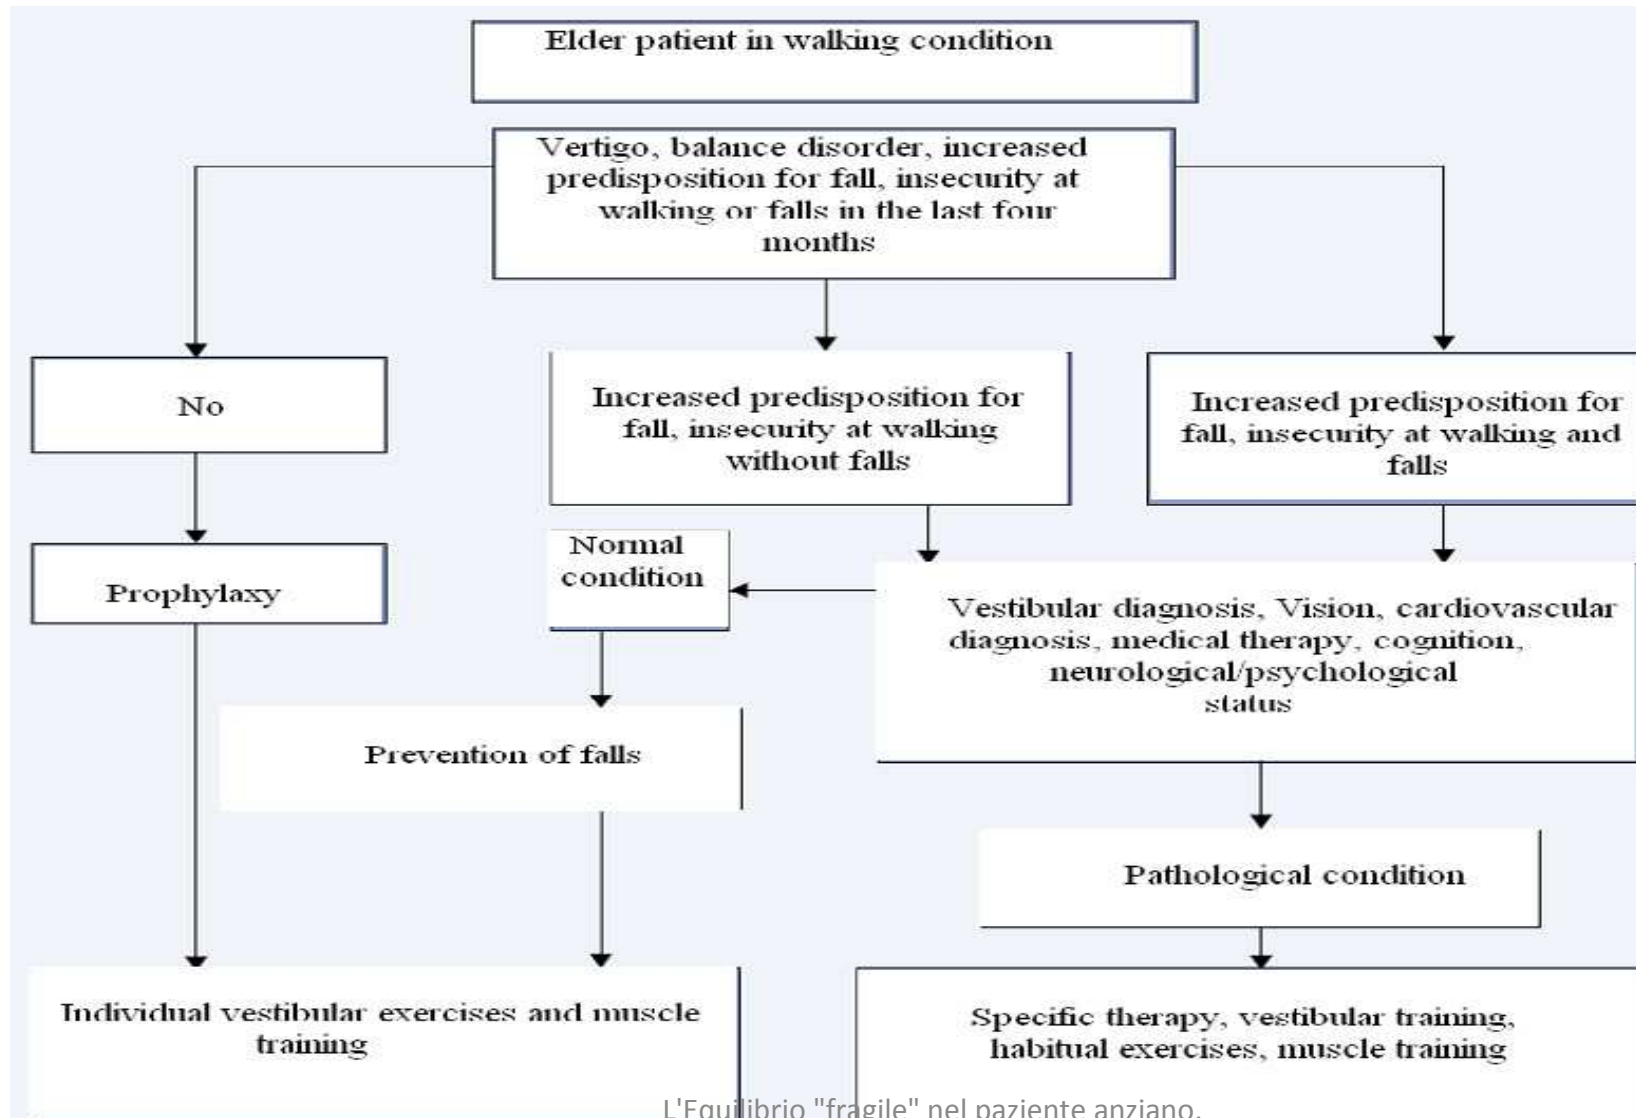 Elder patient in walking condition
Vertigo, balance disorder, increased
predisposition for fall, insecurity at
walking or falls in the last four
months
No
Increased predisposition for
fall, insecurity at walking
without falls
Increased predisposition for
fall, insecurity at walking and
falls
Prophylaxy
Normal
condition
Vestibular diagnosis, Vision, cardiovascular
diagnosis, medical therapy, cognition,
neurological/psychological
status
Prevention of falls
Pathological condition
Individual vestibular exercises and muscle
training
Specific therapy, vestibular training,
habitual exercises, muscle training
L'Equilibrio "fragile" nel paziente anziano.